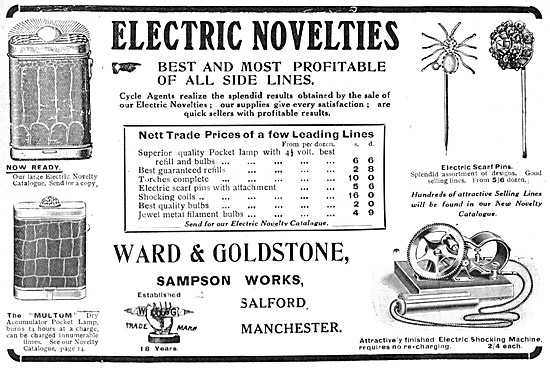 ELECTRIC NOVELTIES
BEST AND MOST PROFITABLE
OF ALL SIDE LINES.
Cycle Agents realize the splendid results obtained by the sale of
our Electric Novelties; our supplies give every satisfaction; are
quick sellers with profitable results.
NOW READY.
Our large Electric Novelty
Catalogue. Send for a copy.
Nett Trade Prices of a few Leading Lines
From per dozen. s. d.
Superior quality Pocket lamp with 4½ volt. best
refill and bulbs ... ... ... ... ... 6 6
Best guaranteed refills ... ... ... ... 2 8
Torches complete ... ... ... ... ... 10 0
Electric scarf pins with attachment ... ... 5 6
Shocking coils .. ... ... ... ... ... 16 0
Best quality bulbs ... ... ... ... ... 2 0
Jewel metal filament bulbs ... ... ... ... 4 9
Send for our Electric Novelty Catalogue.
Electric Scarf Pins.
Splendid assortment of designs. Good
selling lines. From 5/6 dozen.
Hundreds of attractive Selling Lines
will be found in our New Novelty
Catalogue.
The "MULTUM" Dry
Accumulator Pocket Lamp,
burns 14 hours at a charge,
can be charged innumerable
times. See our Novelty
Catalogue, page 14.
WARD & GOLDSTONE,
SAMPSON WORKS,
SALFORD,
MANCHESTER.
Established
W G
TRADE MARK
18 Years.
Attractively finished Electric Shocking Machine,
requires no re-charging. 2/4 each.